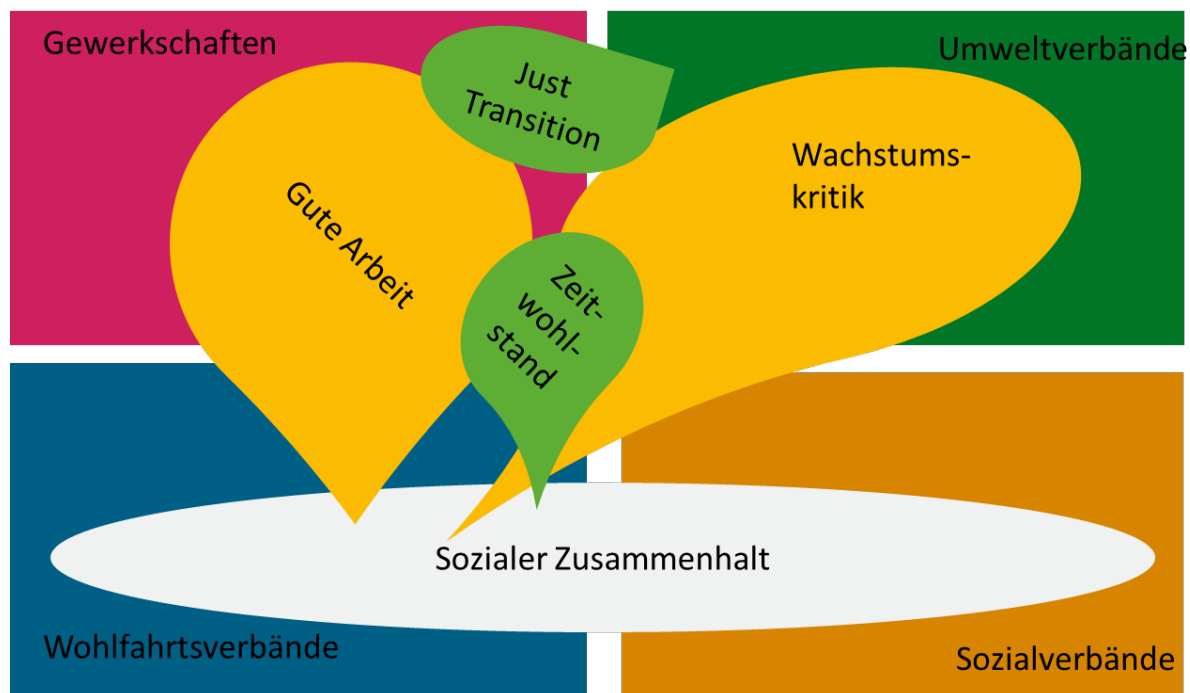 Gewerkschaften
Umweltverbände
Just
Transition
Wachstums-
kritik
Gute Arbeit
Zeit-
wohl-
stand
Sozialer Zusammenhalt
Wohlfahrtsverbände
Sozialverbände